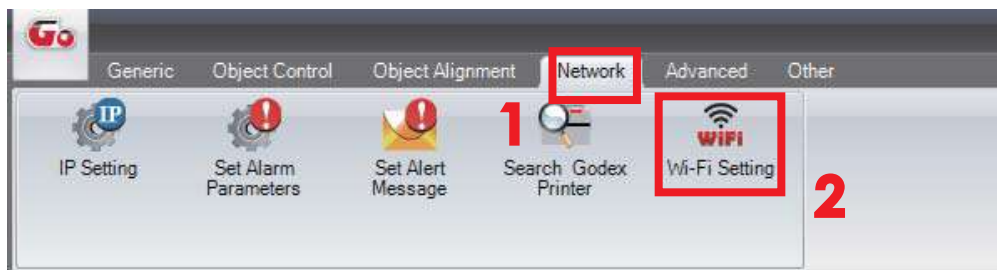 Go
Generic Object Control Object Alignment Network Advanced Other
1
IP
WiFi
IP Setting
Set Alarm
Parameters
Set Alert
Message
Search Godex
Printer
Wi-Fi Setting
2